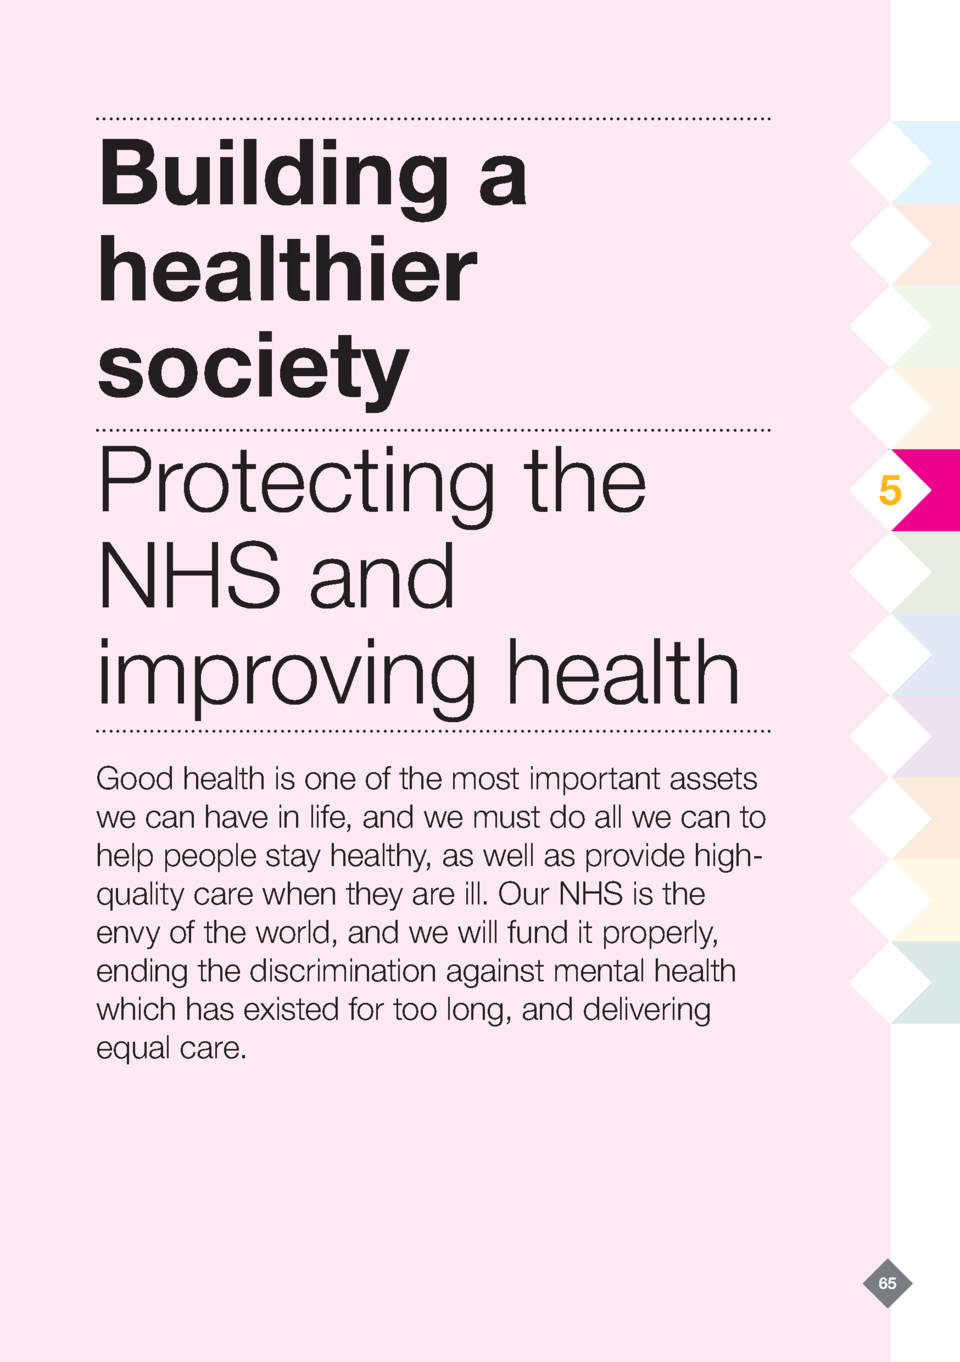 Building a
healthier
society
Protecting the
NHS and
improving health
5
Good health is one of the most important assets
we can have in life, and we must do all we can to
help people stay healthy, as well as provide high-
quality care when they are ill. Our NHS is the
envy of the world, and we will fund it properly,
ending the discrimination against mental health
which has existed for too long, and delivering
equal care.
65